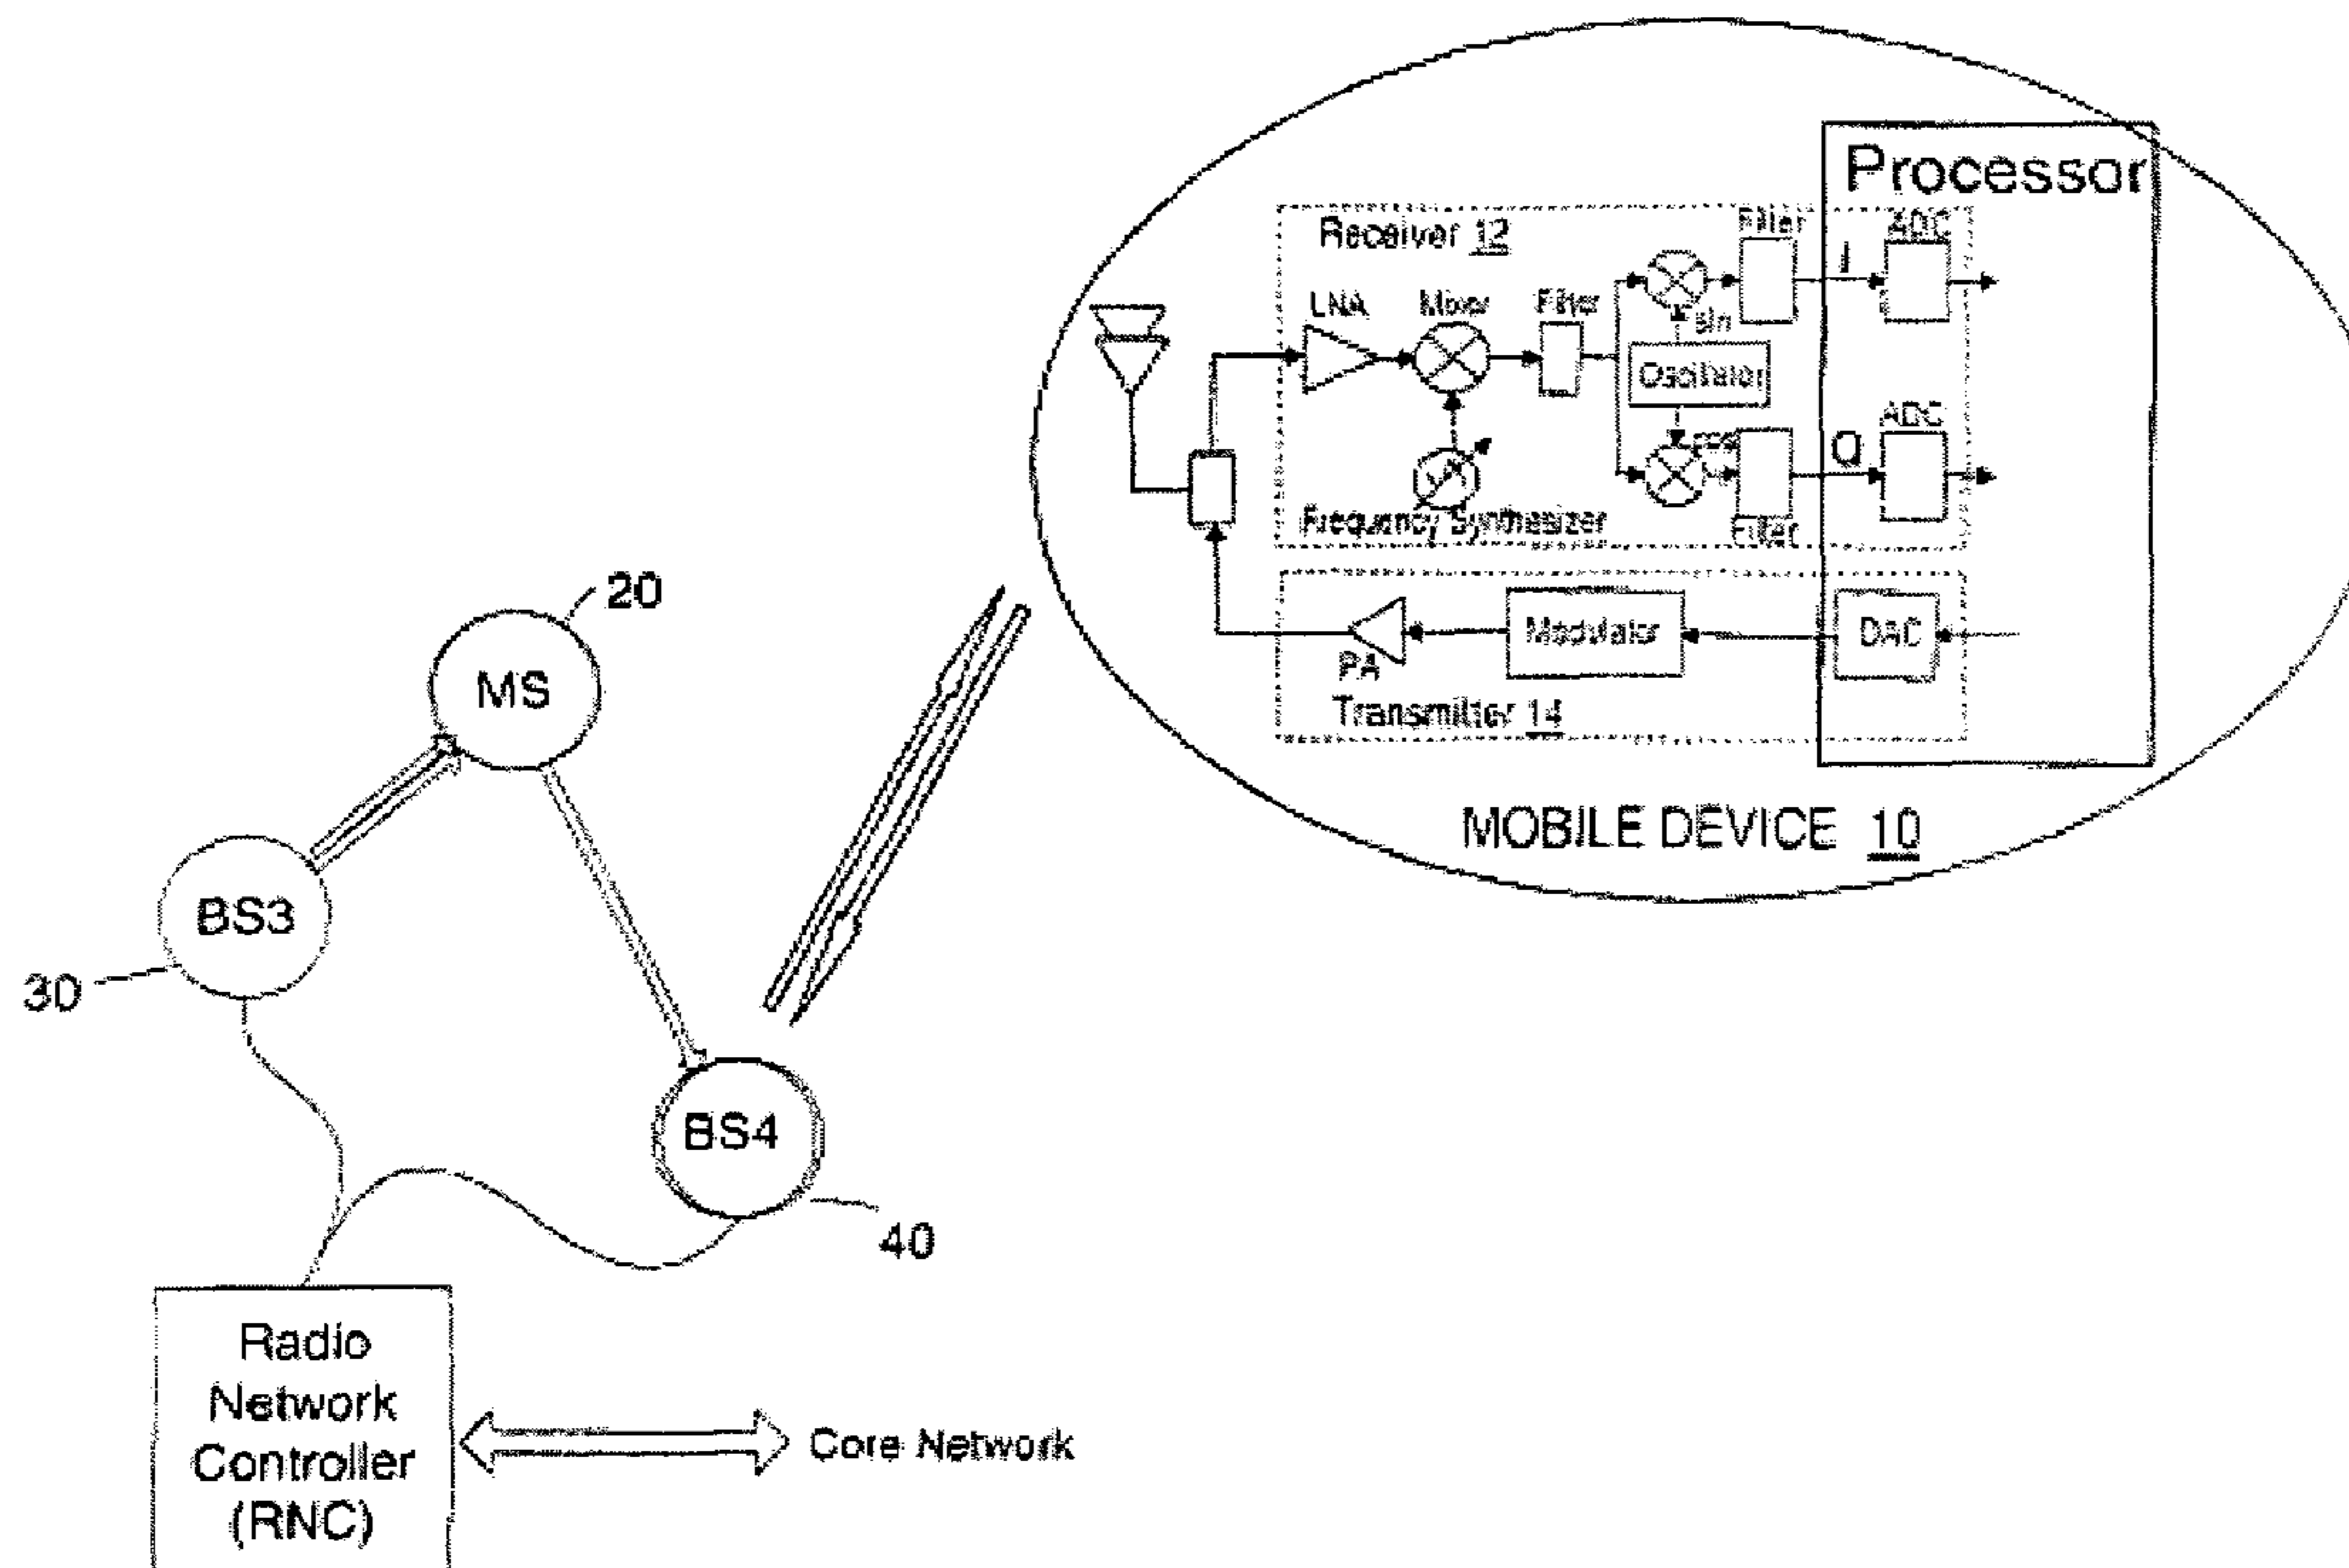 Processor
Receiver 12
Filter
ADC
I
LNA
Mixer
Filter
sin
Oscillator
ADC
Q
Frequency Synthesizer
Filter
Modulator
DAC
PA
Transmitter 14
MOBILE DEVICE 10
20
MS
BS3
30
BS4
40
Radio
Network
Controller
(RNC)
Core Network